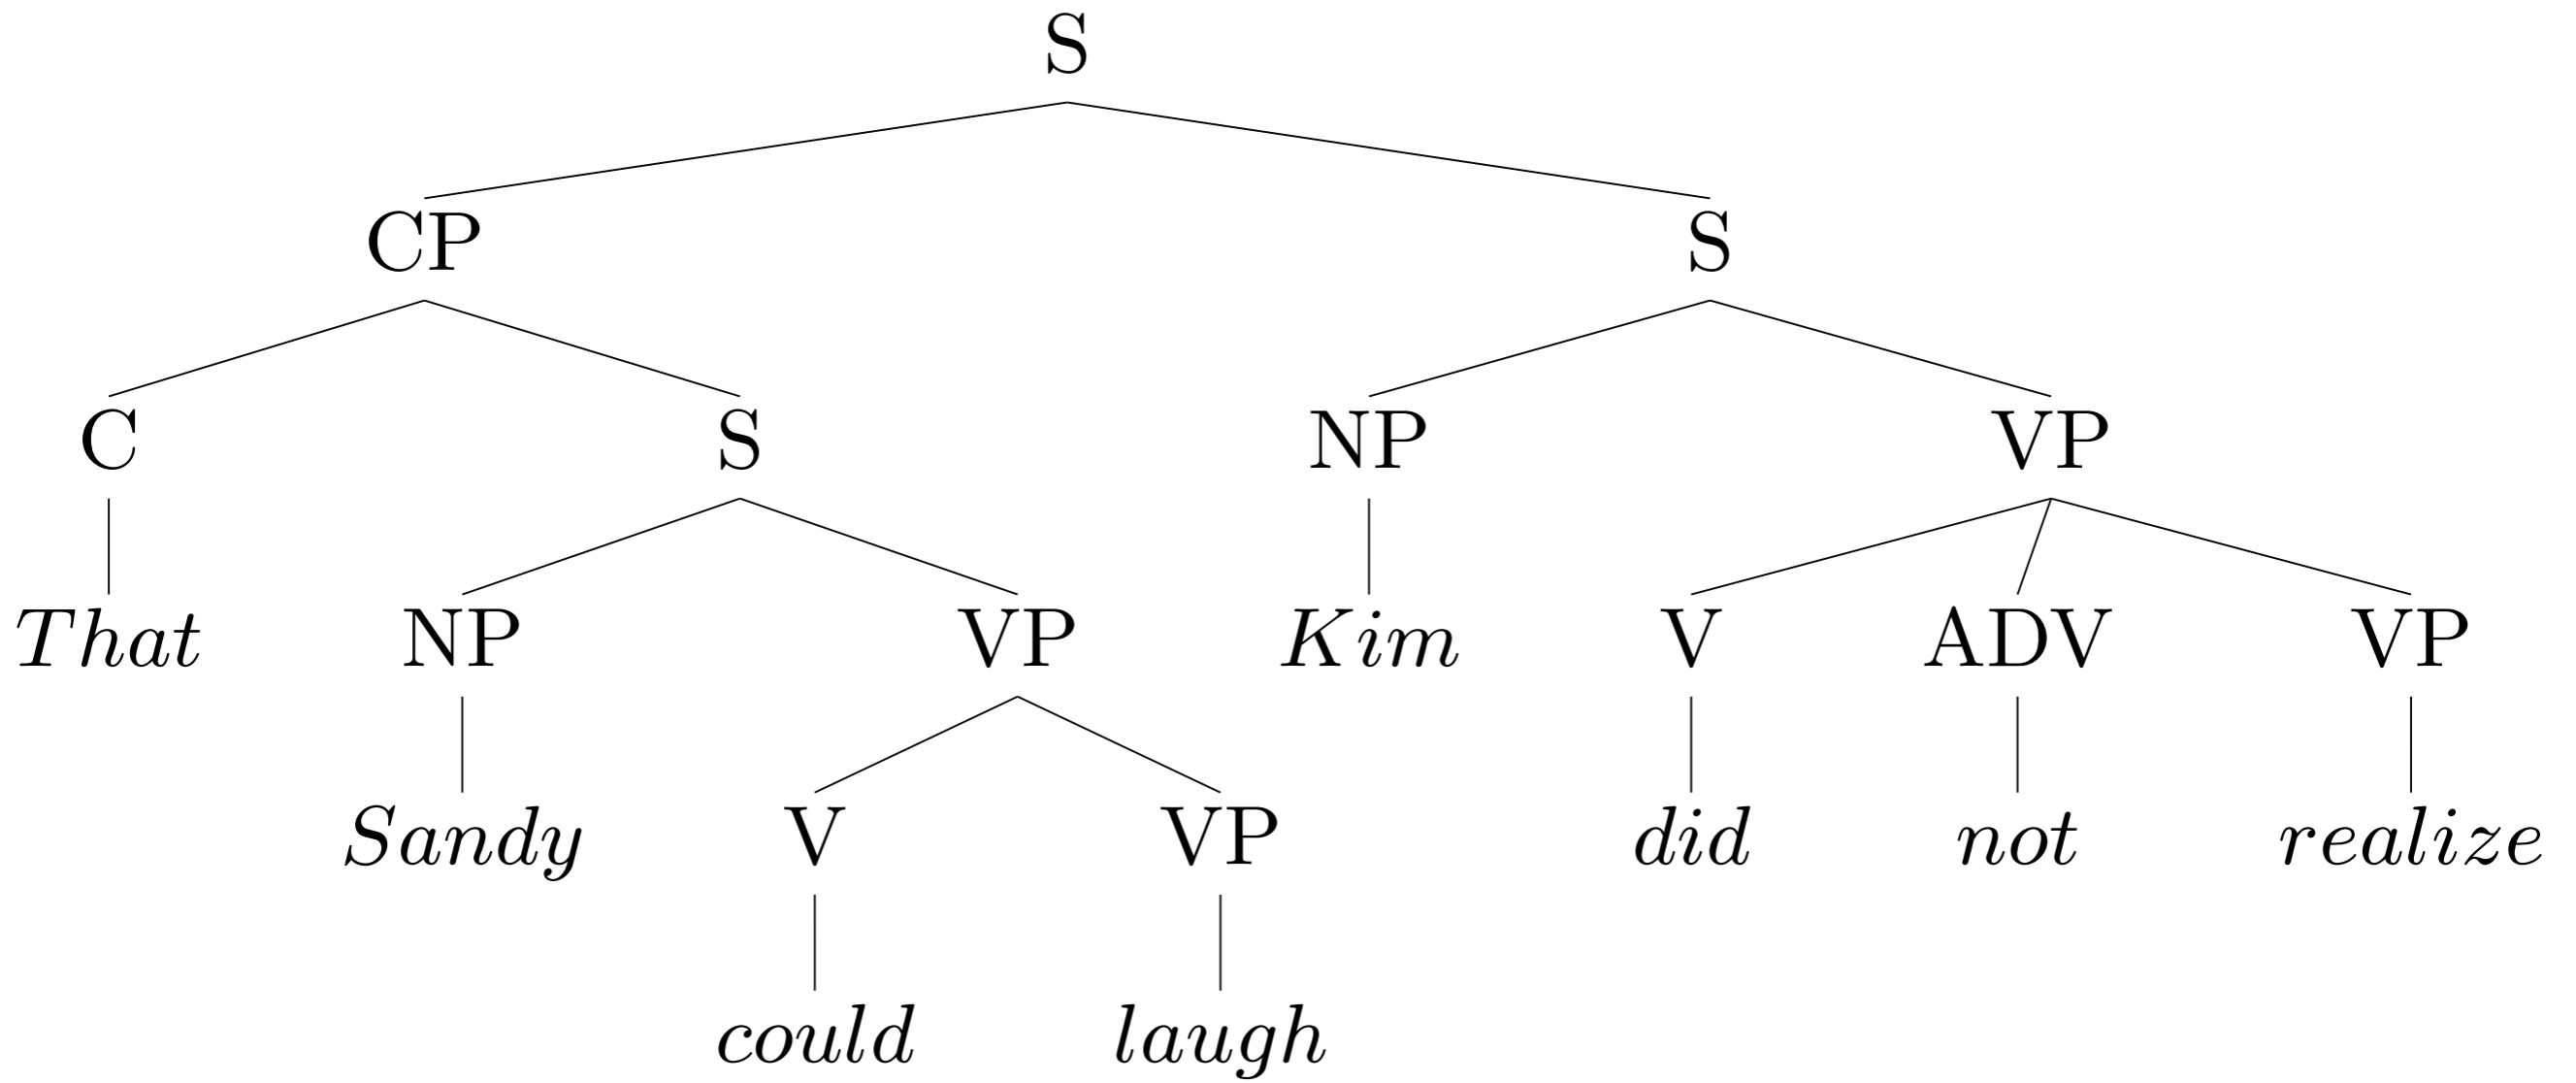 S
CP S
C S NP VP
That NP VP Kim V ADV VP
Sandy V VP did not realize
could laugh